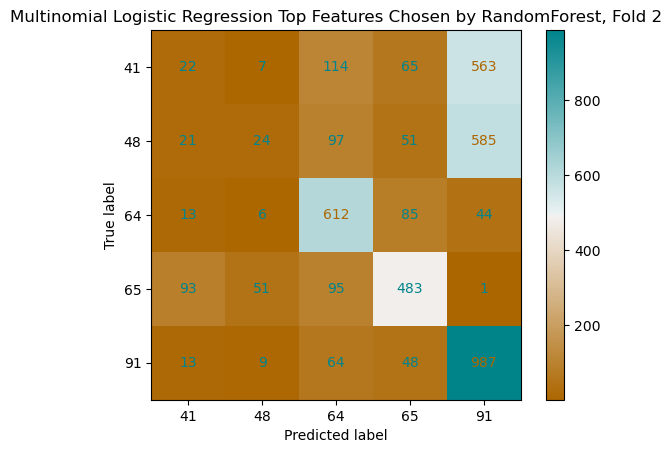 Multinomial Logistic Regression Top Features Chosen by RandomForest, Fold 2
41 22 7 114 65 563
48 21 24 97 51 585
64 13 6 612 85 44
65 93 51 95 483 1
91 13 9 64 48 987
41 48 64 65 91
Predicted label
True label
800
600
400
200